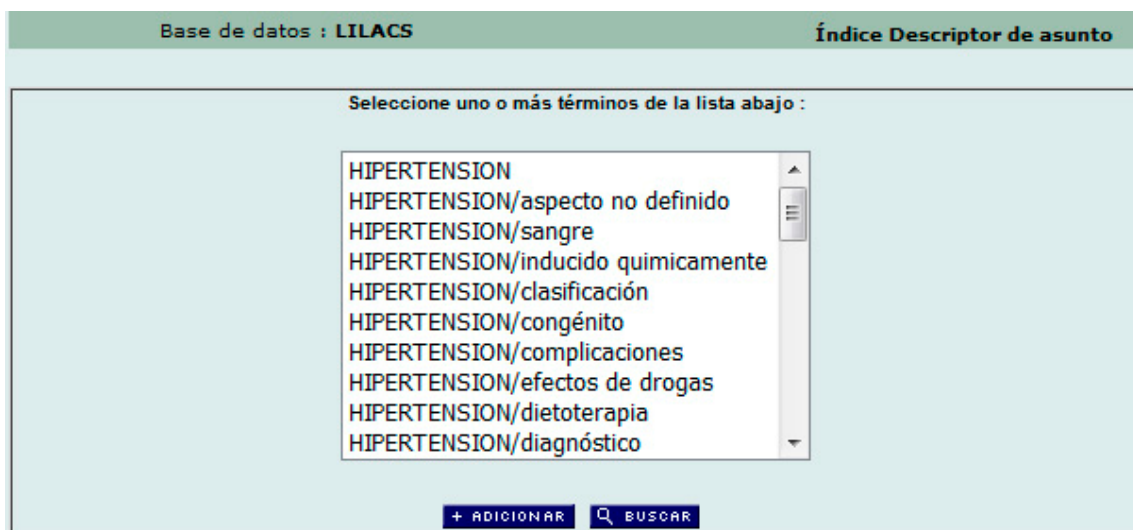 Base de datos : LILACS Índice Descriptor de asunto
Seleccione uno o más términos de la lista abajo :
HIPERTENSION
HIPERTENSION/aspecto no definido
HIPERTENSION/sangre
HIPERTENSION/inducido quimicamente
HIPERTENSION/clasificación
HIPERTENSION/congénito
HIPERTENSION/complicaciones
HIPERTENSION/efectos de drogas
HIPERTENSION/dietoterapia
HIPERTENSION/diagnóstico
+ ADICIONAR BUSCAR